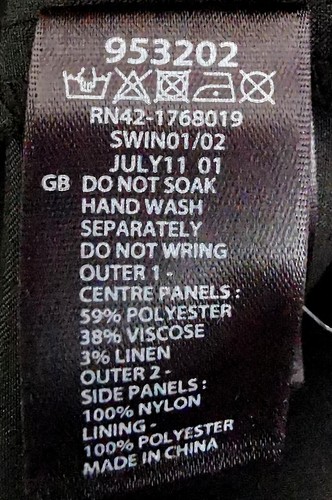 953202
RN42-1768019
SWIN01/02
JULY11 01
GB DO NOT SOAK
HAND WASH
SEPARATELY
DO NOT WRING
OUTER 1 -
CENTRE PANELS :
59% POLYESTER
38% VISCOSE
3% LINEN
OUTER 2 -
SIDE PANELS :
100% NYLON
LINING -
100% POLYESTER
MADE IN CHINA